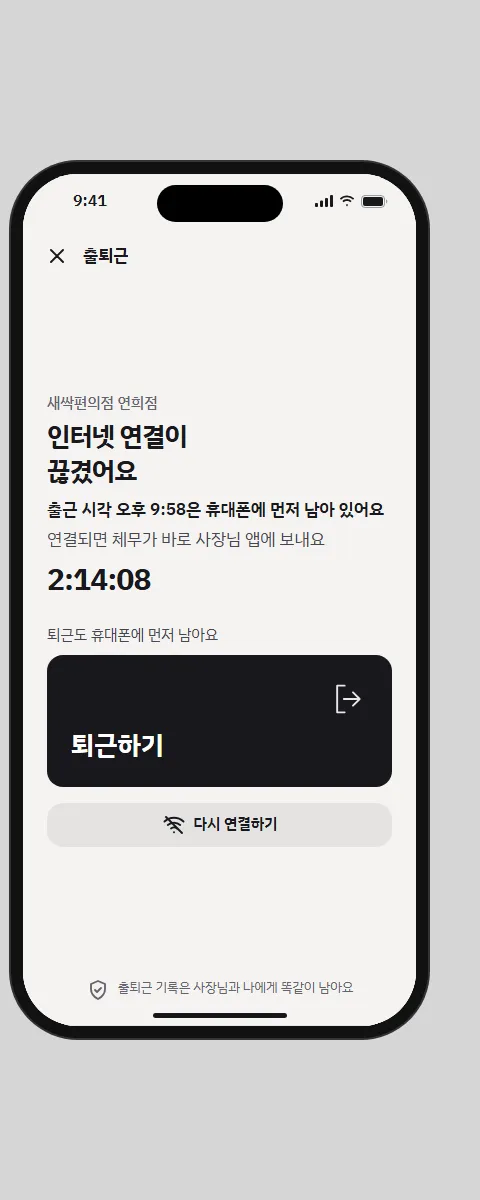 9:41
출퇴근
새싹편의점 연희점
인터넷 연결이
끊겼어요
출근 시각 오후 9:58은 휴대폰에 먼저 남아 있어요
연결되면 체무가 바로 사장님 앱에 보내요
2:14:08
퇴근도 휴대폰에 먼저 남아요
퇴근하기
다시 연결하기
출퇴근 기록은 사장님과 나에게 똑같이 남아요